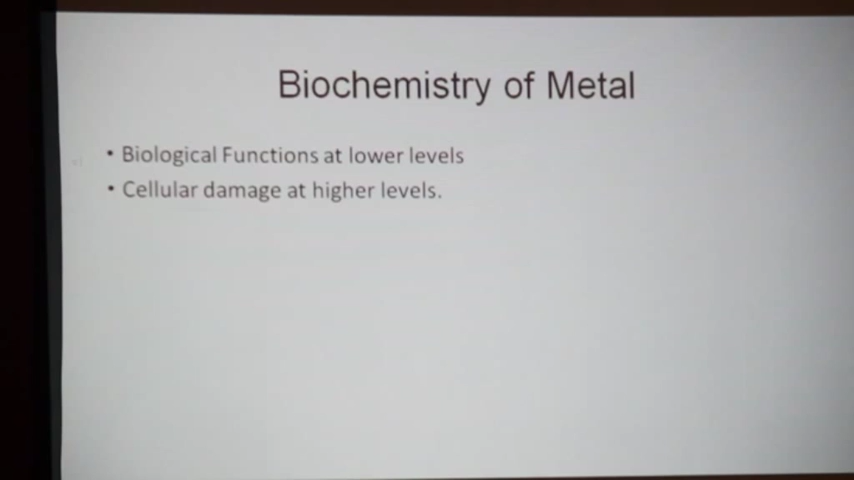 Biochemistry of Metal
• Biological Functions at lower levels
• Cellular damage at higher levels.